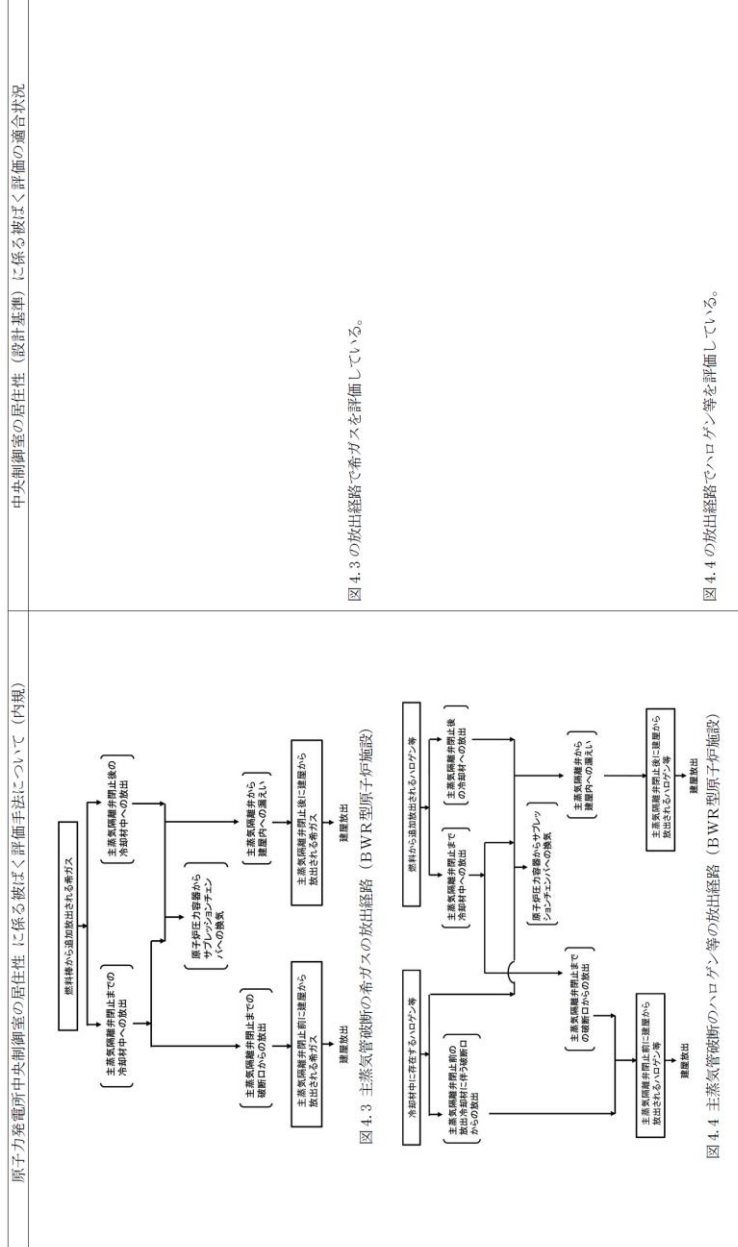 原子力発電所中央制御室の居住性に係る被ばく評価手法について（内規）
中央制御室の居住性（設計基準）に係る被ばく評価の適合状況
燃料棒から追加放出される希ガス
主蒸気隔離弁閉止までの
冷却材中への放出
主蒸気隔離弁閉止後の
冷却材中への放出
原子炉圧力容器から
サプレッションチェン
バへの換気
主蒸気隔離弁閉止までの
破断口からの放出
主蒸気隔離弁から
建屋内への漏えい
主蒸気隔離弁閉止前に建屋から
放出される希ガス
主蒸気隔離弁閉止後に建屋から
放出される希ガス
建屋放出
建屋放出
図 4.3 主蒸気管破断の希ガスの放出経路（BWR型原子炉施設）
図 4.3 の放出経路で希ガスを評価している。
冷却材中に存在するハロゲン等
燃料から追加放出されるハロゲン等
主蒸気隔離弁閉止前の
放出冷却材に伴う破断口
からの放出
主蒸気隔離弁閉止まで
冷却材中への放出
主蒸気隔離弁閉止後
の冷却材への放出
原子炉圧力容器からサプレッ
ションチェンバへの換気
主蒸気隔離弁閉止まで
の破断口からの放出
主蒸気隔離弁から
建屋内への漏えい
主蒸気隔離弁閉止前に建屋から
放出されるハロゲン等
主蒸気隔離弁閉止後に建屋から
放出されるハロゲン等
建屋放出
建屋放出
図 4.4 主蒸気管破断のハロゲン等の放出経路（BWR型原子炉施設）
図 4.4 の放出経路でハロゲン等を評価している。